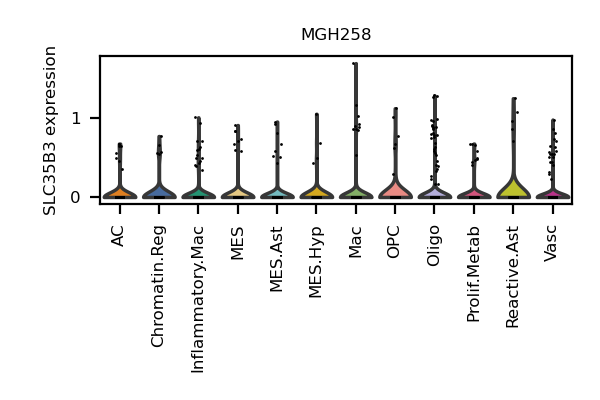 MGH258
SLC35B3 expression
1
0
AC
Chromatin.Reg
Inflammatory.Mac
MES
MES.Ast
MES.Hyp
Mac
OPC
Oligo
Prolif.Metab
Reactive.Ast
Vasc